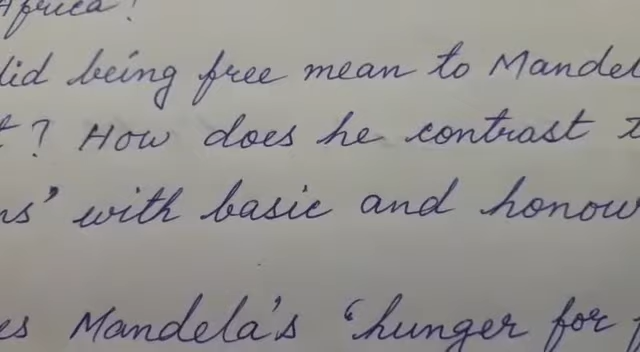 Africa?
did being free mean to Mandel
t? How does he contrast
ns' with basic and honour
es Mandela's 'hunger for